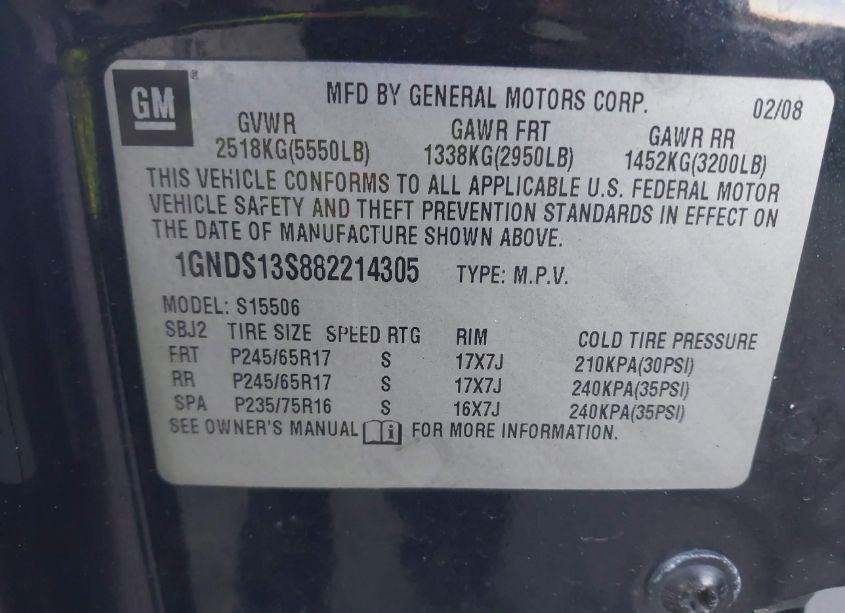 GM ®
MFD BY GENERAL MOTORS CORP. 02/08
GVWR GAWR FRT GAWR RR
2518KG(5550LB) 1338KG(2950LB) 1452KG(3200LB)
THIS VEHICLE CONFORMS TO ALL APPLICABLE U.S. FEDERAL MOTOR
VEHICLE SAFETY AND THEFT PREVENTION STANDARDS IN EFFECT ON
THE DATE OF MANUFACTURE SHOWN ABOVE.
1GNDS13S882214305 TYPE: M.P.V.
MODEL: S15506
SBJ2 TIRE SIZE SPEED RTG RIM COLD TIRE PRESSURE
FRT P245/65R17 S 17X7J 210KPA(30PSI)
RR P245/65R17 S 17X7J 240KPA(35PSI)
SPA P235/75R16 S 16X7J 240KPA(35PSI)
SEE OWNER'S MANUAL i FOR MORE INFORMATION.